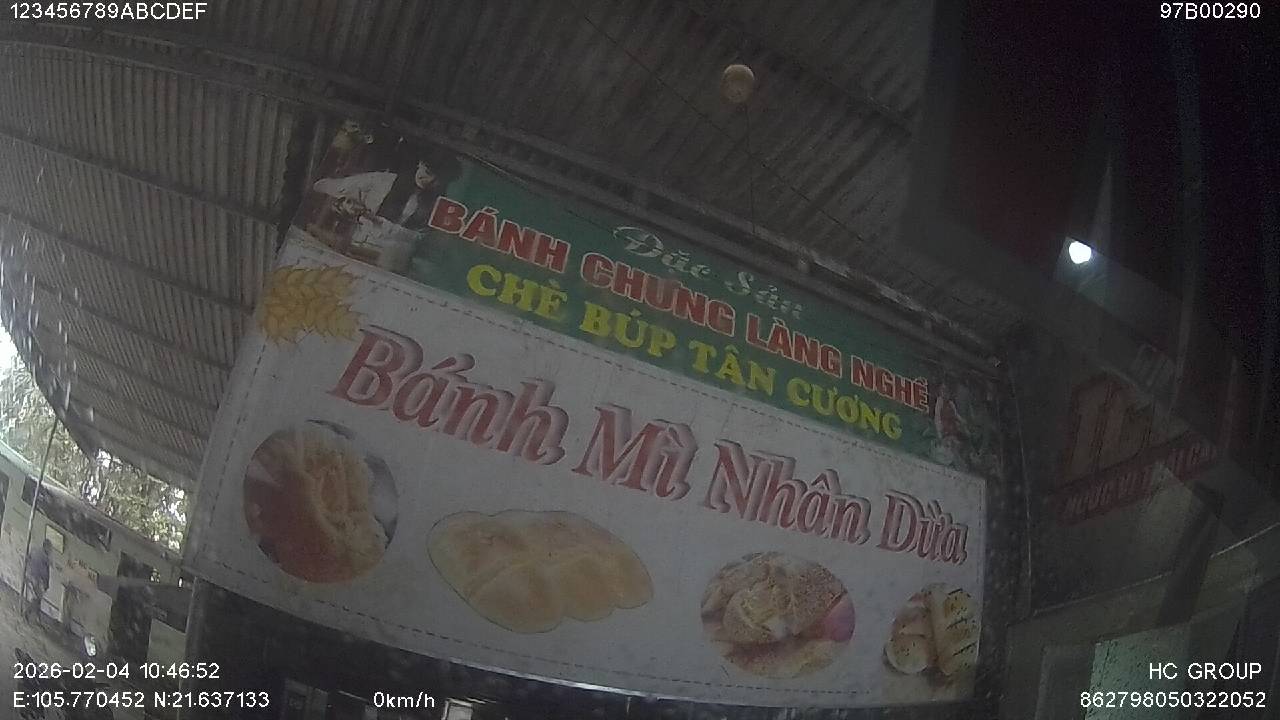 123456789ABCDEF
97B00290
Đặc Sản
BÁNH CHƯNG LÀNG NGHỀ
CHÈ BÚP TÂN CƯƠNG
Bánh Mì Nhân Dừa
2026-02-04 10:46:52
HC GROUP
E:105.770452 N:21.637133
0km/h
862798050322052